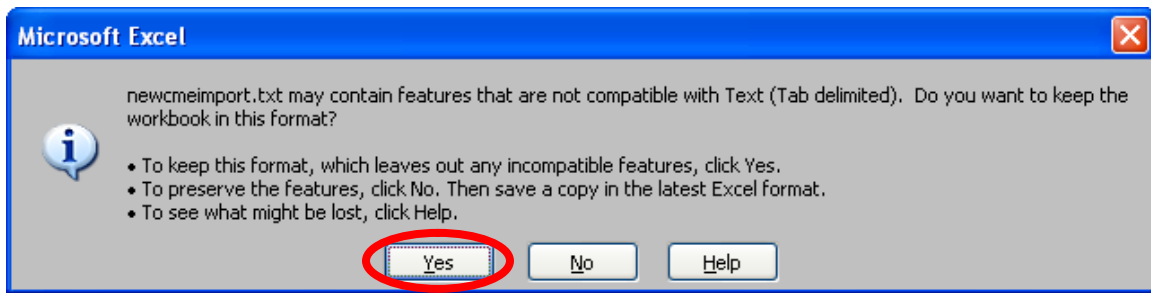 Microsoft Excel
newcmeimport.txt may contain features that are not compatible with Text (Tab delimited).  Do you want to keep the
workbook in this format?
• To keep this format, which leaves out any incompatible features, click Yes.
• To preserve the features, click No. Then save a copy in the latest Excel format.
• To see what might be lost, click Help.
Yes No Help